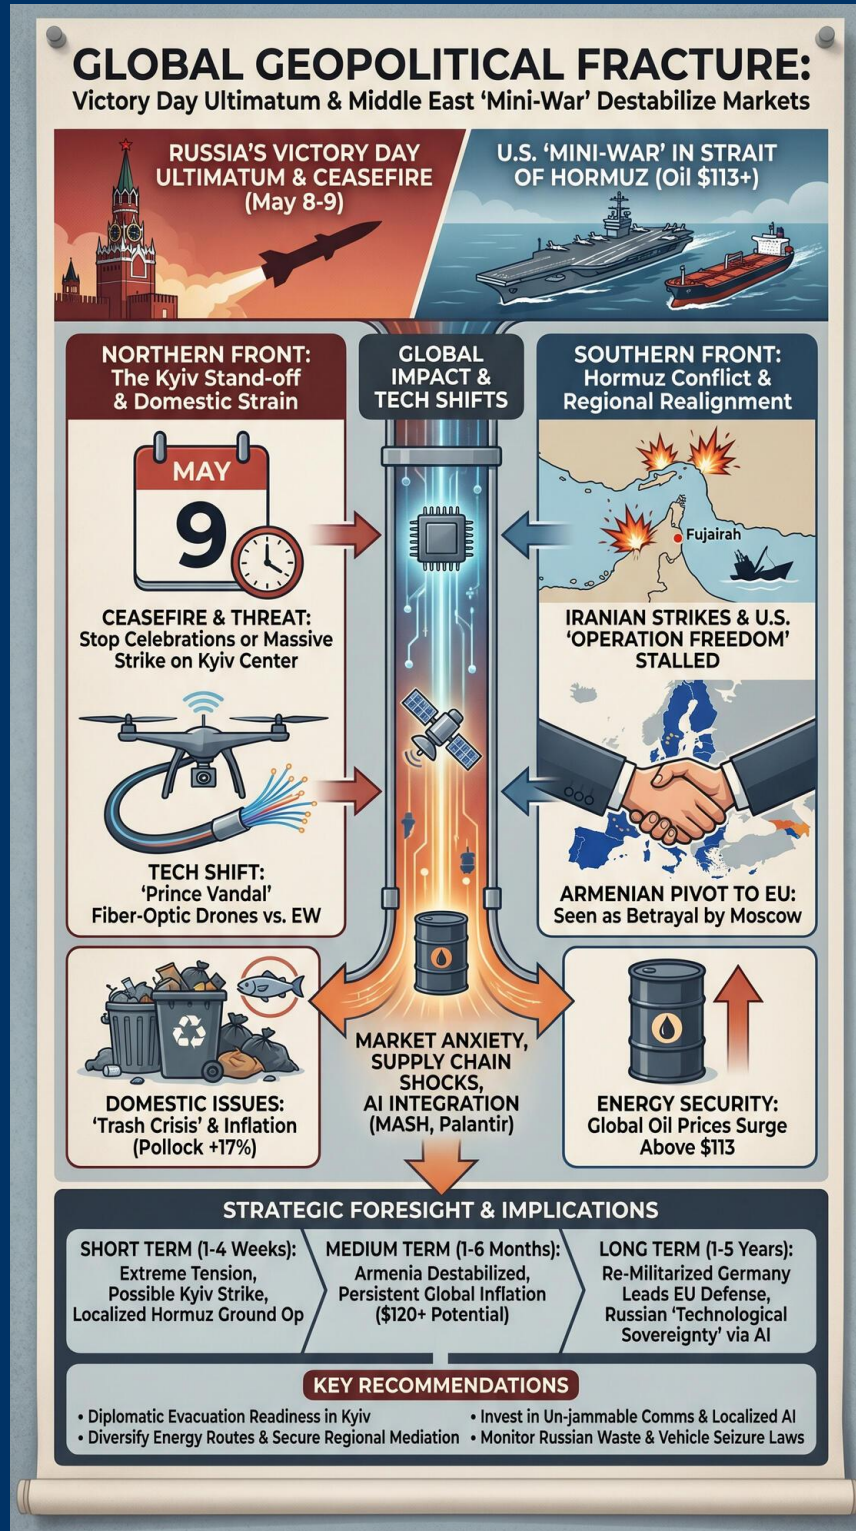 GLOBAL GEOPOLITICAL FRACTURE:
Victory Day Ultimatum & Middle East ‘Mini-War’ Destabilize Markets
RUSSIA’S VICTORY DAY
ULTIMATUM & CEASEFIRE
(May 8-9)
U.S. ‘MINI-WAR’ IN STRAIT
OF HORMUZ (Oil $113+)
NORTHERN FRONT:
The Kyiv Stand-off
& Domestic Strain
MAY
9
CEASEFIRE & THREAT:
Stop Celebrations or Massive
Strike on Kyiv Center
TECH SHIFT:
‘Prince Vandal’
Fiber-Optic Drones vs. EW
GLOBAL
IMPACT &
TECH SHIFTS
SOUTHERN FRONT:
Hormuz Conflict &
Regional Realignment
Fujairah
IRANIAN STRIKES & U.S.
‘OPERATION FREEDOM’
STALLED
ARMENIAN PIVOT TO EU:
Seen as Betrayal by Moscow
DOMESTIC ISSUES:
‘Trash Crisis’ & Inflation
(Pollock +17%)
MARKET ANXIETY,
SUPPLY CHAIN
SHOCKS,
AI INTEGRATION
(MASH, Palantir)
ENERGY SECURITY:
Global Oil Prices Surge
Above $113
STRATEGIC FORESIGHT & IMPLICATIONS
SHORT TERM (1-4 Weeks):
Extreme Tension,
Possible Kyiv Strike,
Localized Hormuz Ground Op
MEDIUM TERM (1-6 Months):
Armenia Destabilized,
Persistent Global Inflation
($120+ Potential)
LONG TERM (1-5 Years):
Re-Militarized Germany
Leads EU Defense,
Russian ‘Technological
Sovereignty’ via AI
KEY RECOMMENDATIONS
• Diplomatic Evacuation Readiness in Kyiv
• Diversify Energy Routes & Secure Regional Mediation
• Invest in Un-jammable Comms & Localized AI
• Monitor Russian Waste & Vehicle Seizure Laws